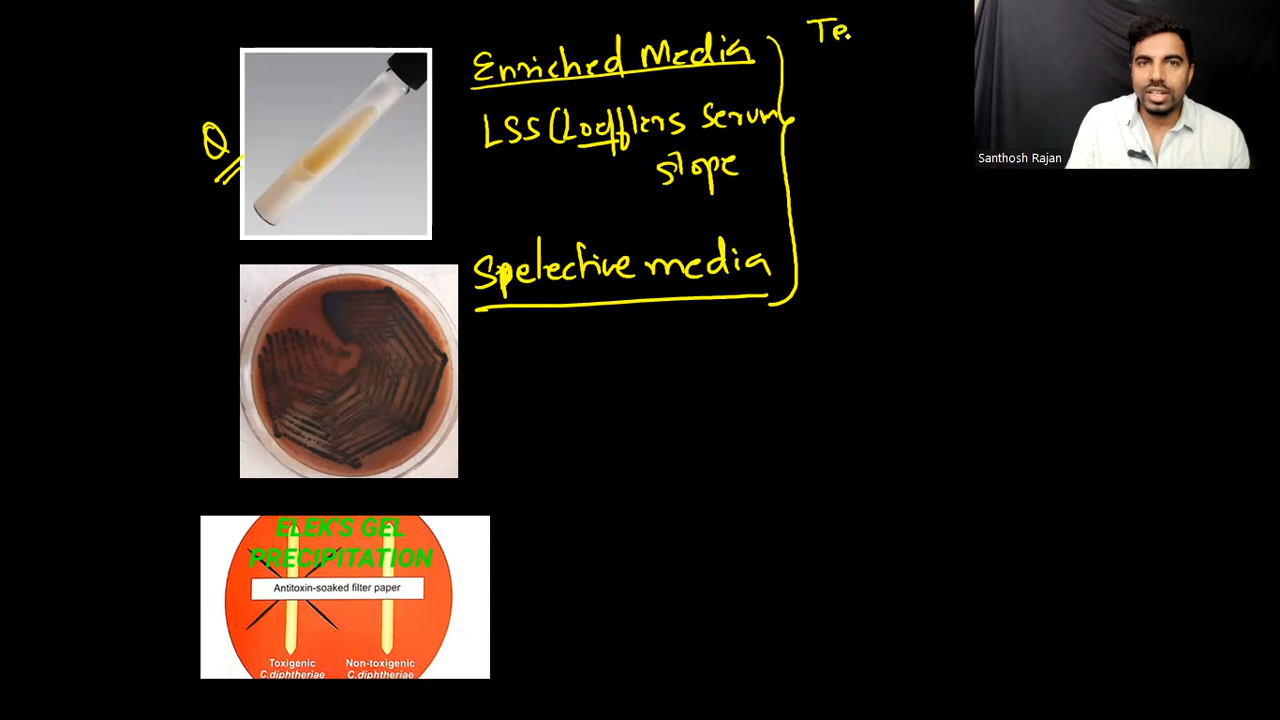 Te.
Enriched Media
LSS (Loefflers serum
slope
Q
Spelective media
Santhosh Rajan
ELEK'S GEL
PRECIPITATION
Antitoxin-soaked filter paper
Toxigenic
C.diphtheriae
Non-toxigenic
C.diphtheriae